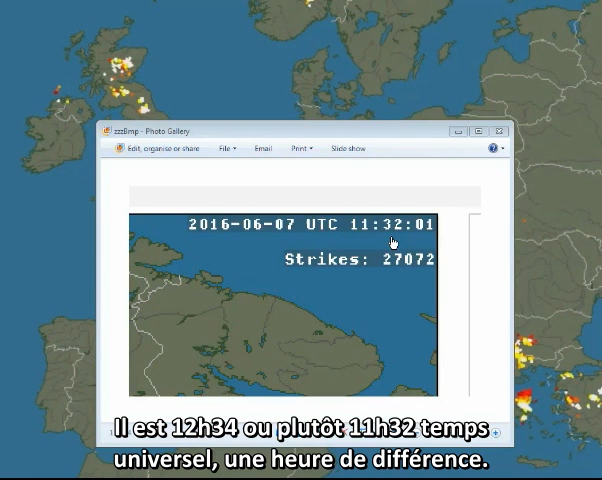 zzzBmp - Photo Gallery
Edit, organise or share File Email Print Slide show
2016-06-07 UTC 11:32:01
Strikes: 27072
Il est 12h34 ou plutôt 11h32 temps
universel, une heure de différence.